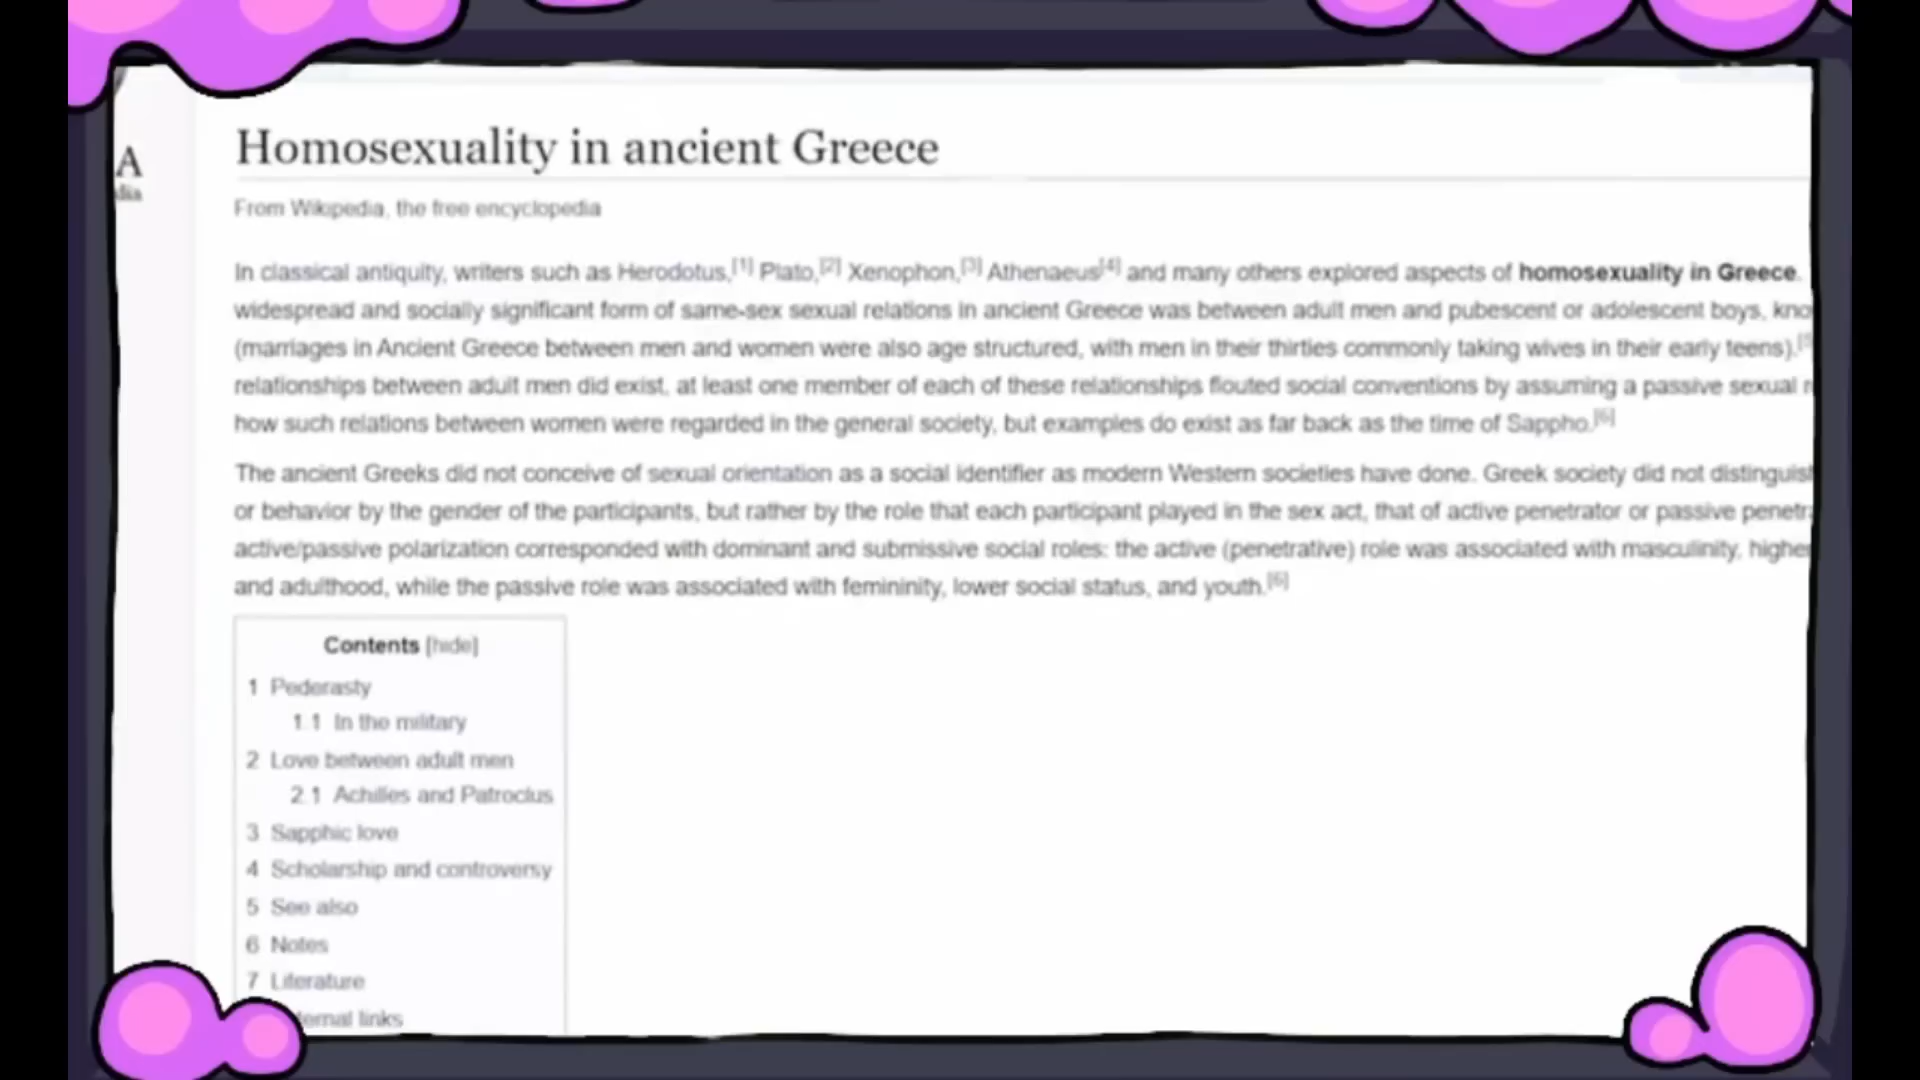 A
dia
Homosexuality in ancient Greece
From Wikipedia, the free encyclopedia
In classical antiquity, writers such as Herodotus,[1] Plato,[2] Xenophon,[3] Athenaeus[4] and many others explored aspects of homosexuality in Greece.
widespread and socially significant form of same-sex sexual relations in ancient Greece was between adult men and pubescent or adolescent boys, kno
(marriages in Ancient Greece between men and women were also age structured, with men in their thirties commonly taking wives in their early teens).[5
relationships between adult men did exist, at least one member of each of these relationships flouted social conventions by assuming a passive sexual r
how such relations between women were regarded in the general society, but examples do exist as far back as the time of Sappho.[6]
The ancient Greeks did not conceive of sexual orientation as a social identifier as modern Western societies have done. Greek society did not distinguish
or behavior by the gender of the participants, but rather by the role that each participant played in the sex act, that of active penetrator or passive penetra
active/passive polarization corresponded with dominant and submissive social roles: the active (penetrative) role was associated with masculinity, higher
and adulthood, while the passive role was associated with femininity, lower social status, and youth.[6]
Contents [hide]
1 Pederasty
1.1 In the military
2 Love between adult men
2.1 Achilles and Patroclus
3 Sapphic love
4 Scholarship and controversy
5 See also
6 Notes
7 Literature
ternal links